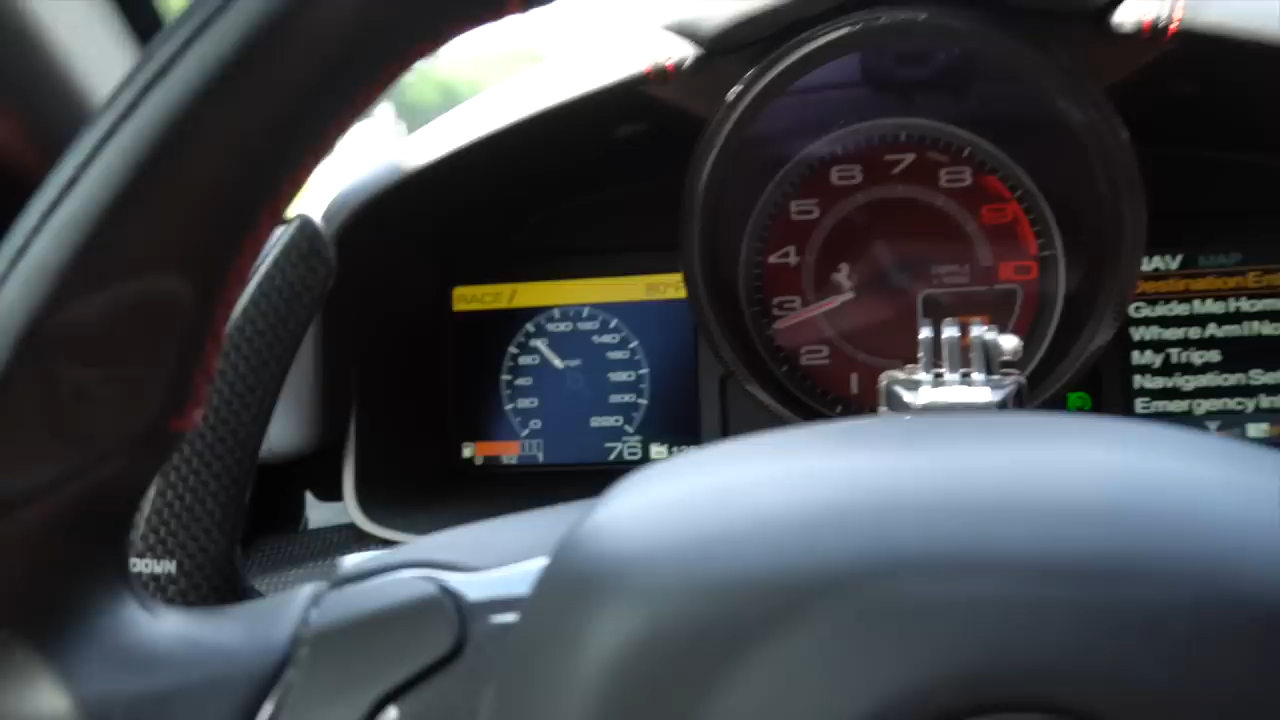 RACE
80°F
100 120
140
80
160
60
180
40
200
20
220
0
76
7
6
8
5
9
4
10
3
2
1
NAV MAP
Guide Me Hom
Where Am I No
My Trips
Navigation Set
Emergency In
DOWN